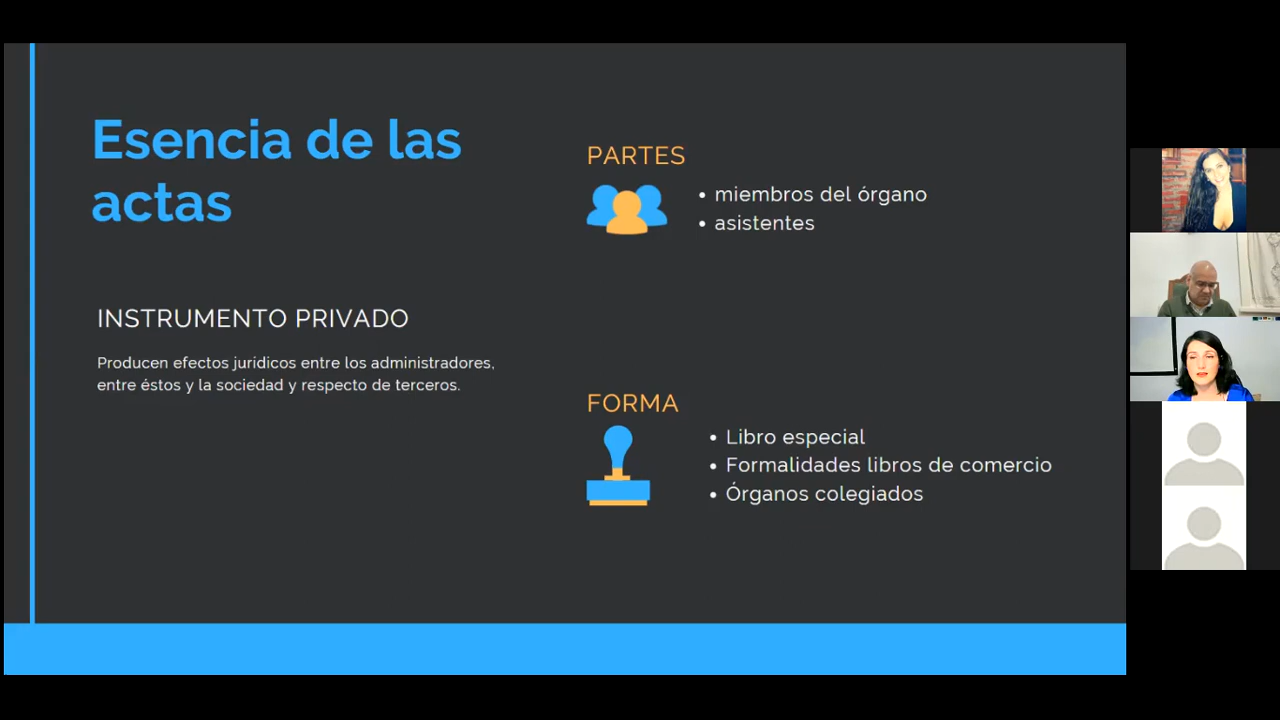 Esencia de las
actas
INSTRUMENTO PRIVADO
Producen efectos jurídicos entre los administradores,
entre éstos y la sociedad y respecto de terceros.
PARTES
• miembros del órgano
• asistentes
FORMA
• Libro especial
• Formalidades libros de comercio
• Órganos colegiados